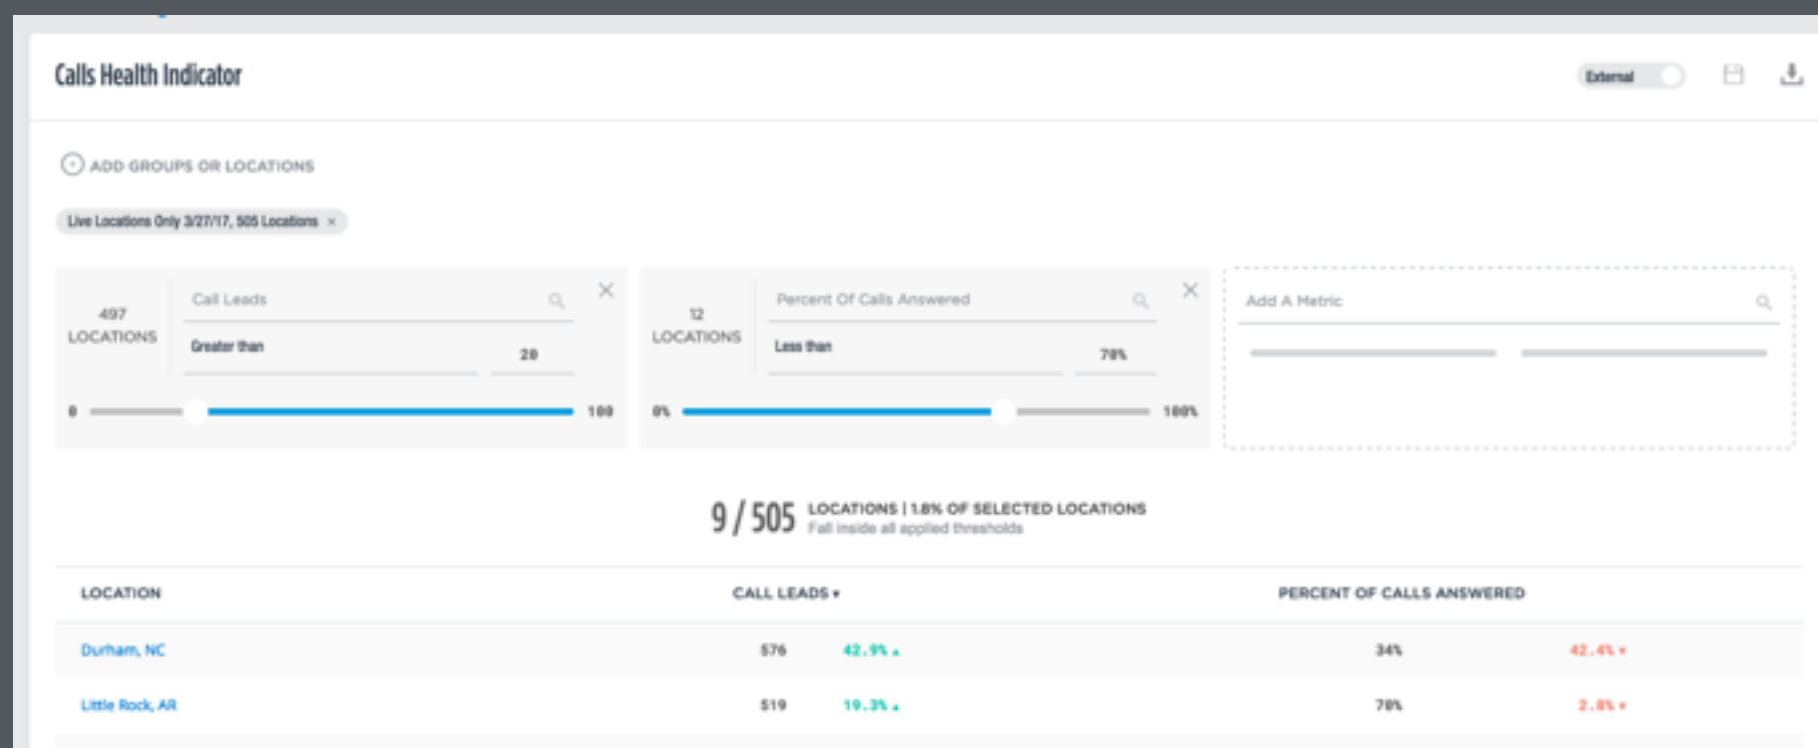 Calls Health Indicator
External
ADD GROUPS OR LOCATIONS
Live Locations Only 3/27/17, 505 Locations ×
497 LOCATIONS
Call Leads
Greater than
20
0
100
12 LOCATIONS
Percent Of Calls Answered
Less than
70%
0%
100%
Add A Metric
9 / 505
LOCATIONS | 1.8% OF SELECTED LOCATIONS
Fall inside all applied thresholds
LOCATION CALL LEADS ▾ PERCENT OF CALLS ANSWERED
Durham, NC 576 42.9% ▲ 34% 42.4% ▼
Little Rock, AR 519 19.3% ▲ 70% 2.8% ▼